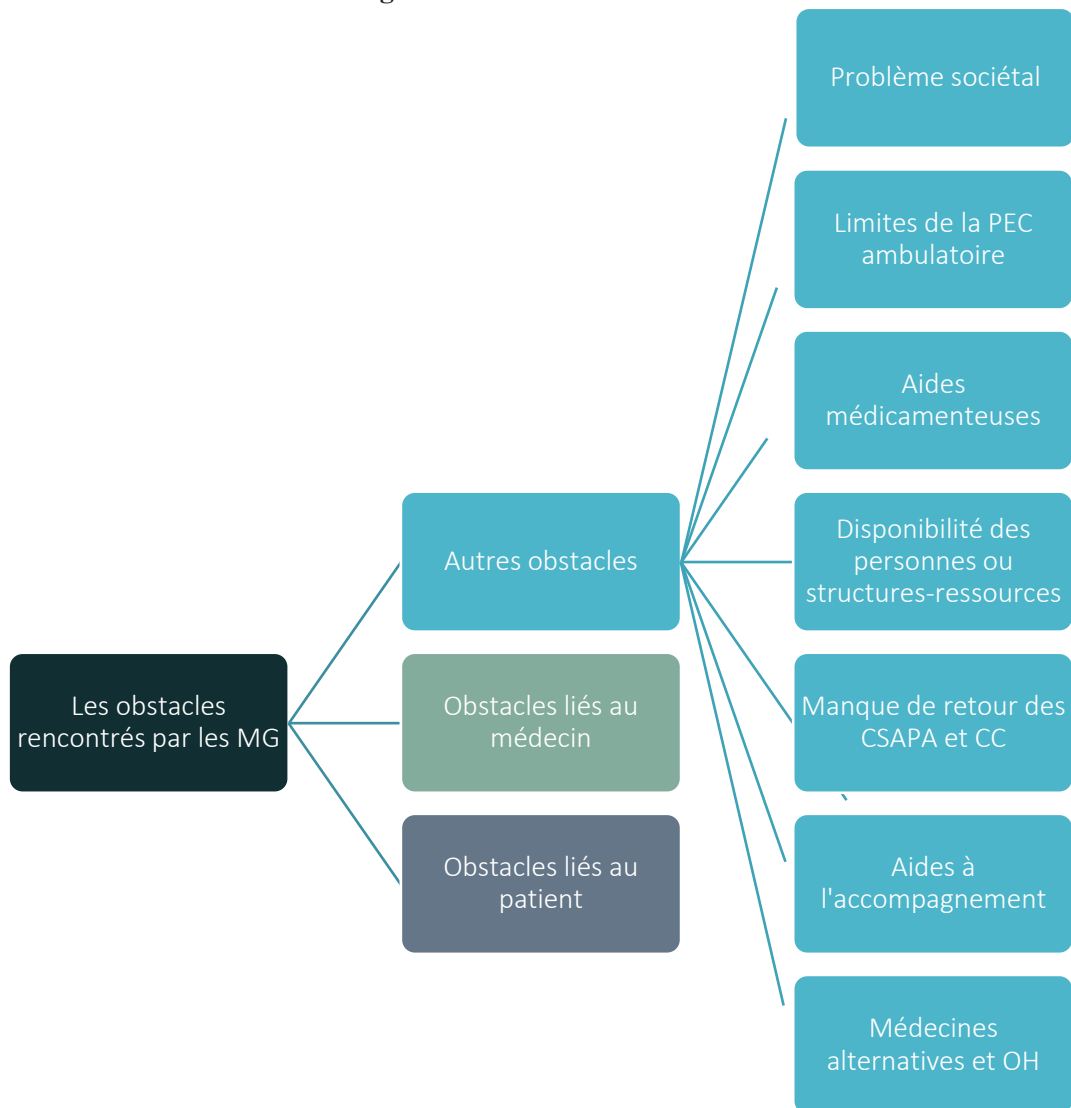 Problème sociétal
Limites de la PEC
ambulatoire
Aides
médicamenteuses
Disponibilité des
personnes ou
structures-ressources
Autres obstacles
Les obstacles
rencontrés par les MG
Obstacles liés au
médecin
Manque de retour des
CSAPA et CC
Obstacles liés au
patient
Aides à
l'accompagnement
Médecines
alternatives et OH